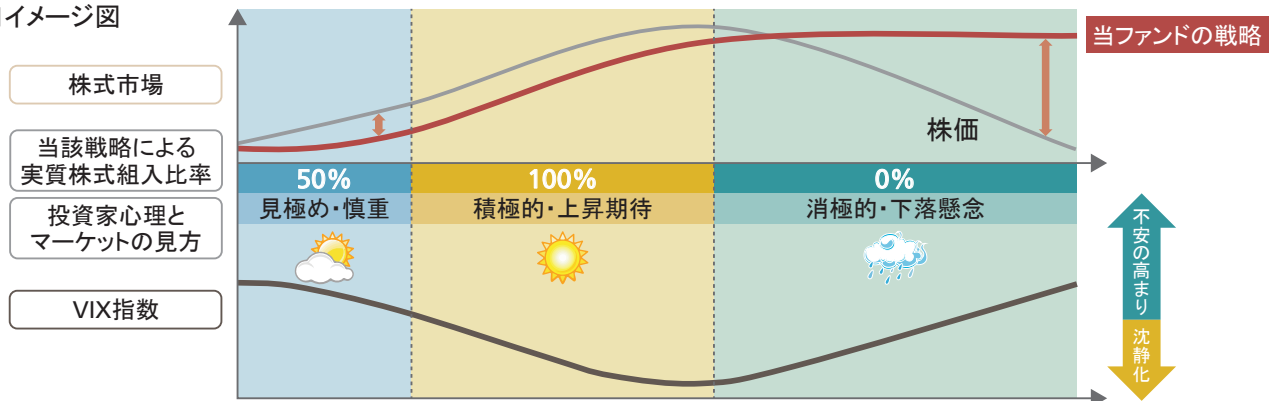 イメージ図
当ファンドの戦略
株式市場
株価
当該戦略による
実質株式組入比率
50%
100%
0%
投資家心理と
マーケットの見方
見極め・慎重
積極的・上昇期待
消極的・下落懸念
不安の高まり
沈静化
VIX指数